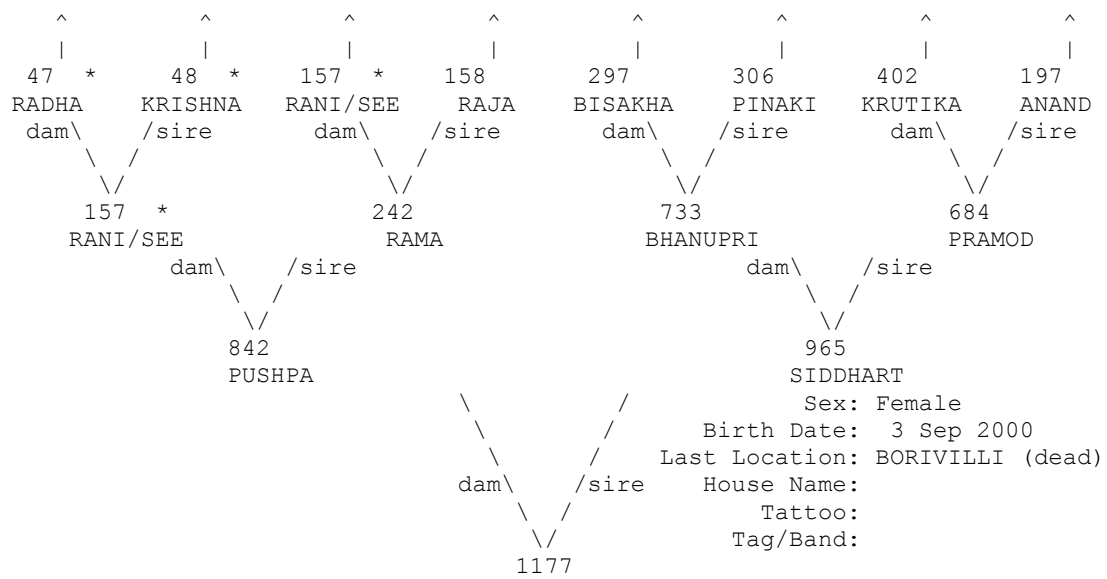 ^ ^ ^ ^ ^ ^ ^ ^
| | | | | | | |
47 * 48 * 157 * 158 297 306 402 197
RADHA KRISHNA RANI/SEE RAJA BISAKHA PINAKI KRUTIKA ANAND
dam\ /sire dam\ /sire dam\ /sire dam\ /sire
\ / \ / \ / \ /
\/ \/ \/ \/
157 * 242 733 684
RANI/SEE RAMA BHANUPRI PRAMOD
dam\ /sire dam\ /sire
\ / \ /
\/ \/
842 965
PUSHPA SIDDHART
\ / Sex: Female
\ / Birth Date: 3 Sep 2000
\ / Last Location: BORIVILLI (dead)
dam\ /sire House Name:
\ / Tattoo:
\/ Tag/Band:
1177